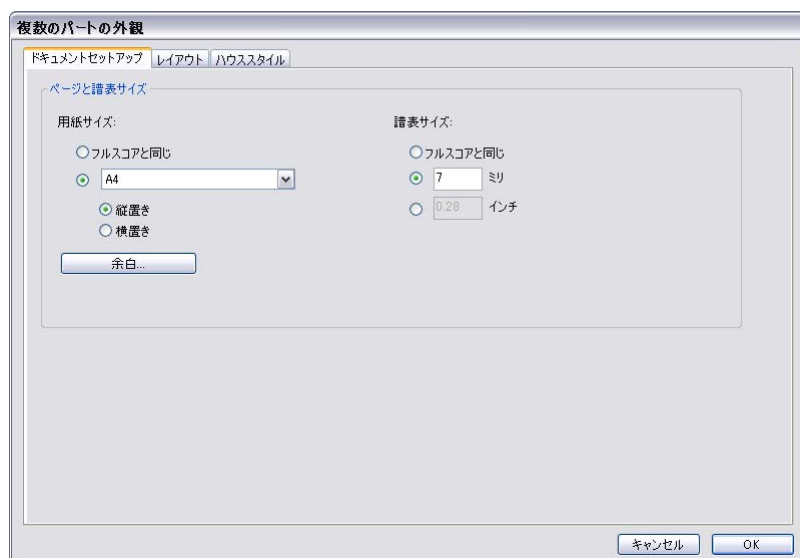 複数のパートの外観
ドキュメントセットアップ レイアウト ハウススタイル
ページと譜表サイズ
用紙サイズ:
フルスコアと同じ
A4
縦置き
横置き
余白...
譜表サイズ:
フルスコアと同じ
7 ミリ
0.28 インチ
キャンセル OK